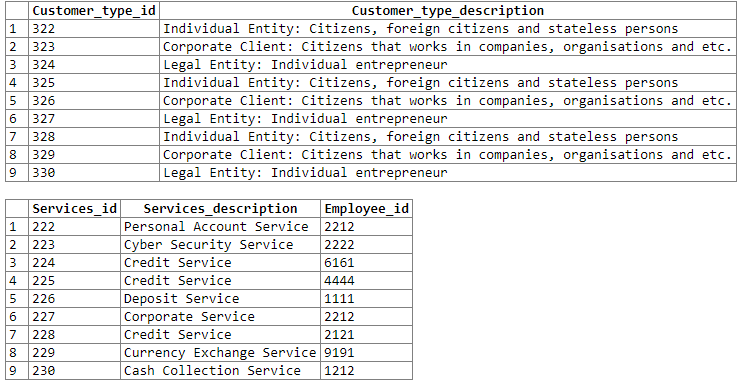 Customer_type_id Customer_type_description
1 322 Individual Entity: Citizens, foreign citizens and stateless persons
2 323 Corporate Client: Citizens that works in companies, organisations and etc.
3 324 Legal Entity: Individual entrepreneur
4 325 Individual Entity: Citizens, foreign citizens and stateless persons
5 326 Corporate Client: Citizens that works in companies, organisations and etc.
6 327 Legal Entity: Individual entrepreneur
7 328 Individual Entity: Citizens, foreign citizens and stateless persons
8 329 Corporate Client: Citizens that works in companies, organisations and etc.
9 330 Legal Entity: Individual entrepreneur
Services_id Services_description Employee_id
1 222 Personal Account Service 2212
2 223 Cyber Security Service 2222
3 224 Credit Service 6161
4 225 Credit Service 4444
5 226 Deposit Service 1111
6 227 Corporate Service 2212
7 228 Credit Service 2121
8 229 Currency Exchange Service 9191
9 230 Cash Collection Service 1212